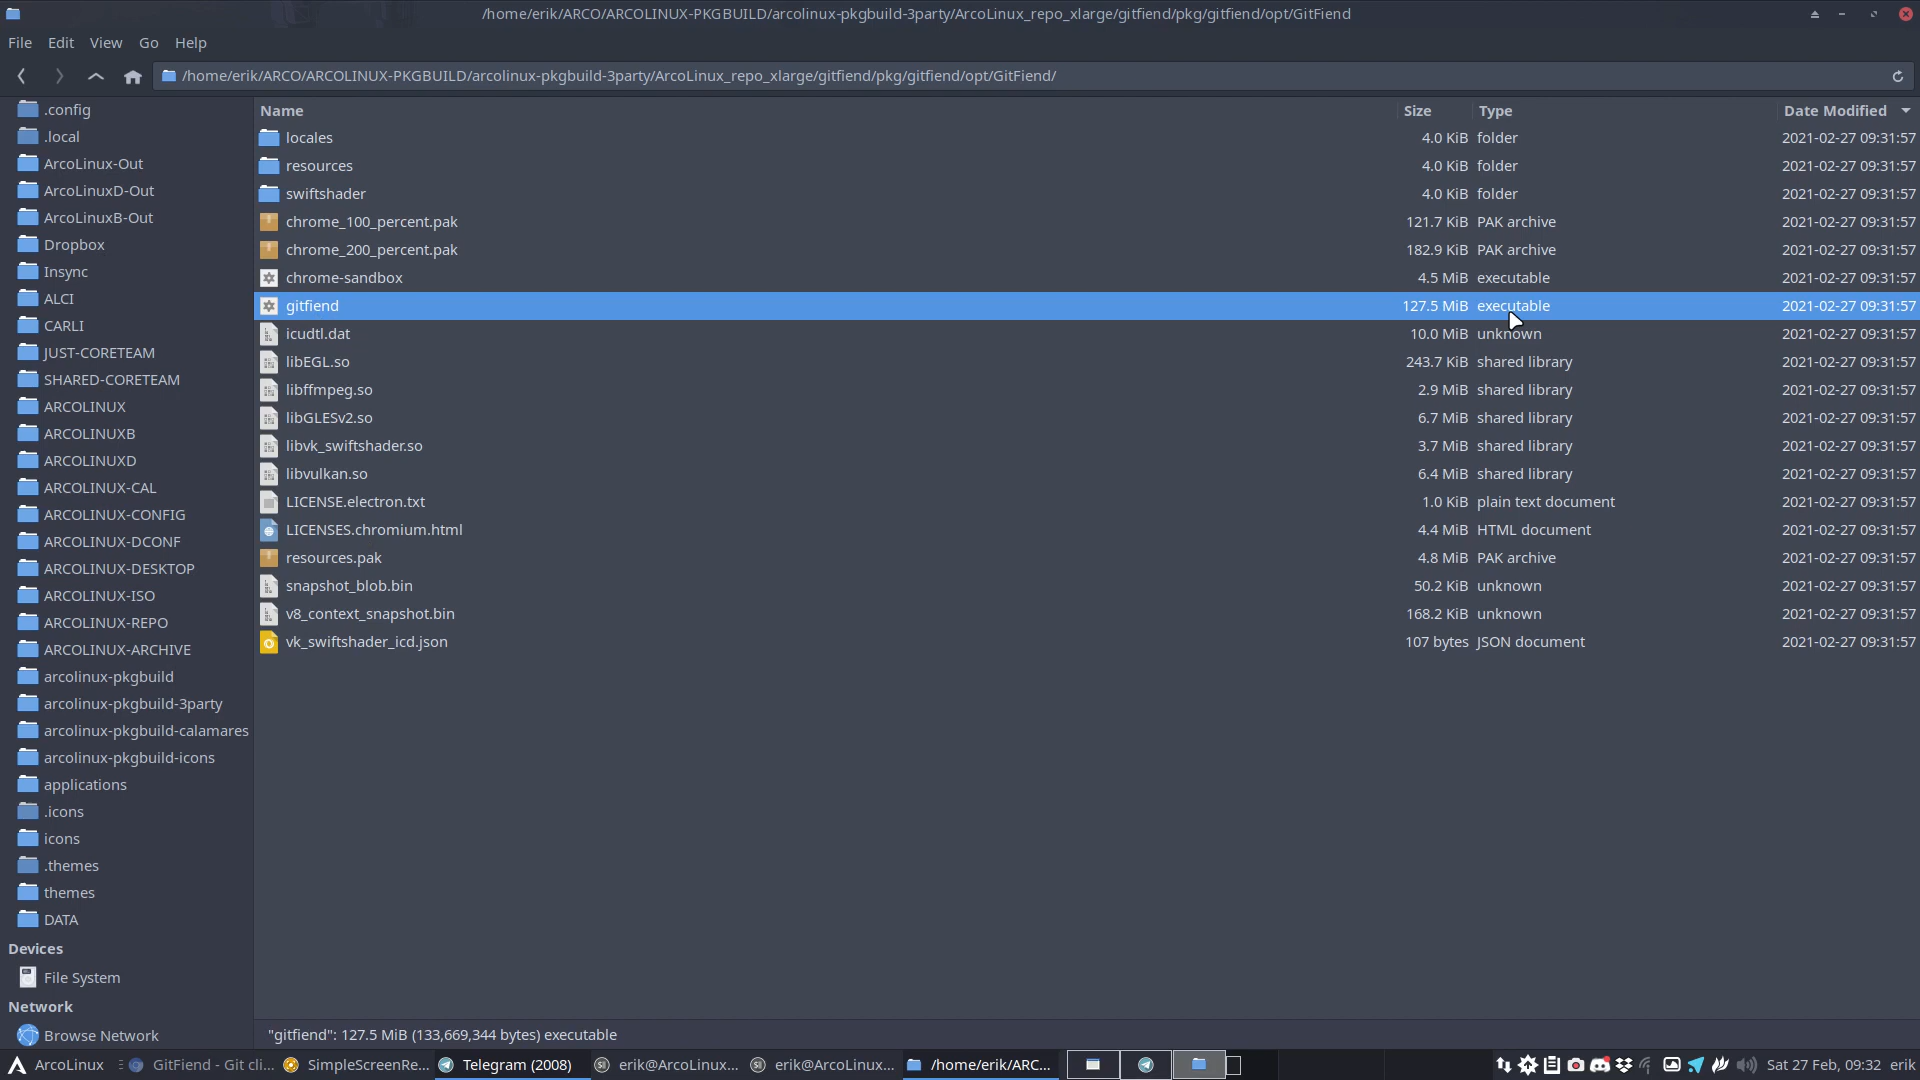 /home/erik/ARCO/ARCOLINUX-PKGBUILD/arcolinux-pkgbuild-3party/ArcoLinux_repo_xlarge/gitfiend/pkg/gitfiend/opt/GitFiend
File Edit View Go Help
/home/erik/ARCO/ARCOLINUX-PKGBUILD/arcolinux-pkgbuild-3party/ArcoLinux_repo_xlarge/gitfiend/pkg/gitfiend/opt/GitFiend/
.config
.local
ArcoLinux-Out
ArcoLinuxD-Out
ArcoLinuxB-Out
Dropbox
Insync
ALCI
CARLI
JUST-CORETEAM
SHARED-CORETEAM
ARCOLINUX
ARCOLINUXB
ARCOLINUXD
ARCOLINUX-CAL
ARCOLINUX-CONFIG
ARCOLINUX-DCONF
ARCOLINUX-DESKTOP
ARCOLINUX-ISO
ARCOLINUX-REPO
ARCOLINUX-ARCHIVE
arcolinux-pkgbuild
arcolinux-pkgbuild-3party
arcolinux-pkgbuild-calamares
arcolinux-pkgbuild-icons
applications
.icons
icons
.themes
themes
DATA
Devices
File System
Network
Browse Network
Name Size Type Date Modified
locales 4.0 KiB folder 2021-02-27 09:31:57
resources 4.0 KiB folder 2021-02-27 09:31:57
swiftshader 4.0 KiB folder 2021-02-27 09:31:57
chrome_100_percent.pak 121.7 KiB PAK archive 2021-02-27 09:31:57
chrome_200_percent.pak 182.9 KiB PAK archive 2021-02-27 09:31:57
chrome-sandbox 4.5 MiB executable 2021-02-27 09:31:57
gitfiend 127.5 MiB executable 2021-02-27 09:31:57
icudtl.dat 10.0 MiB unknown 2021-02-27 09:31:57
libEGL.so 243.7 KiB shared library 2021-02-27 09:31:57
libffmpeg.so 2.9 MiB shared library 2021-02-27 09:31:57
libGLESv2.so 6.7 MiB shared library 2021-02-27 09:31:57
libvk_swiftshader.so 3.7 MiB shared library 2021-02-27 09:31:57
libvulkan.so 6.4 MiB shared library 2021-02-27 09:31:57
LICENSE.electron.txt 1.0 KiB plain text document 2021-02-27 09:31:57
LICENSES.chromium.html 4.4 MiB HTML document 2021-02-27 09:31:57
resources.pak 4.8 MiB PAK archive 2021-02-27 09:31:57
snapshot_blob.bin 50.2 KiB unknown 2021-02-27 09:31:57
v8_context_snapshot.bin 168.2 KiB unknown 2021-02-27 09:31:57
vk_swiftshader_icd.json 107 bytes JSON document 2021-02-27 09:31:57
"gitfiend": 127.5 MiB (133,669,344 bytes) executable
ArcoLinux GitFiend - Git cli... SimpleScreenRe... Telegram (2008) erik@ArcoLinux... erik@ArcoLinux... /home/erik/ARC... Sat 27 Feb, 09:32 erik